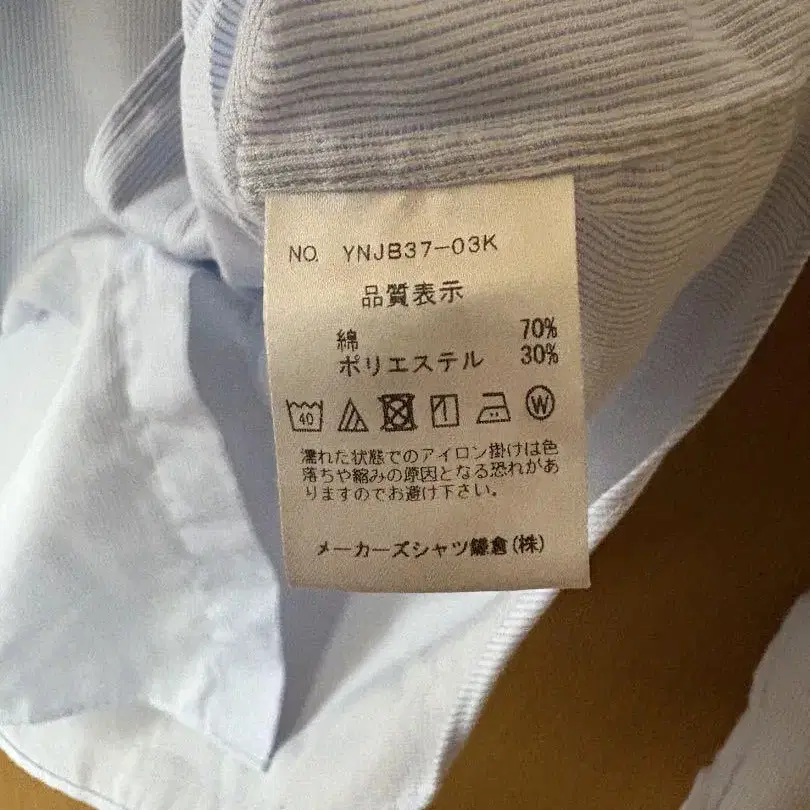 NO. YNJB37-03K
品質表示
綿 70%
ポリエステル 30%
40 W
濡れた状態でのアイロン掛けは色
落ちや縮みの原因となる恐れがあ
りますのでお避け下さい。
メーカーズシャツ鎌倉(株)